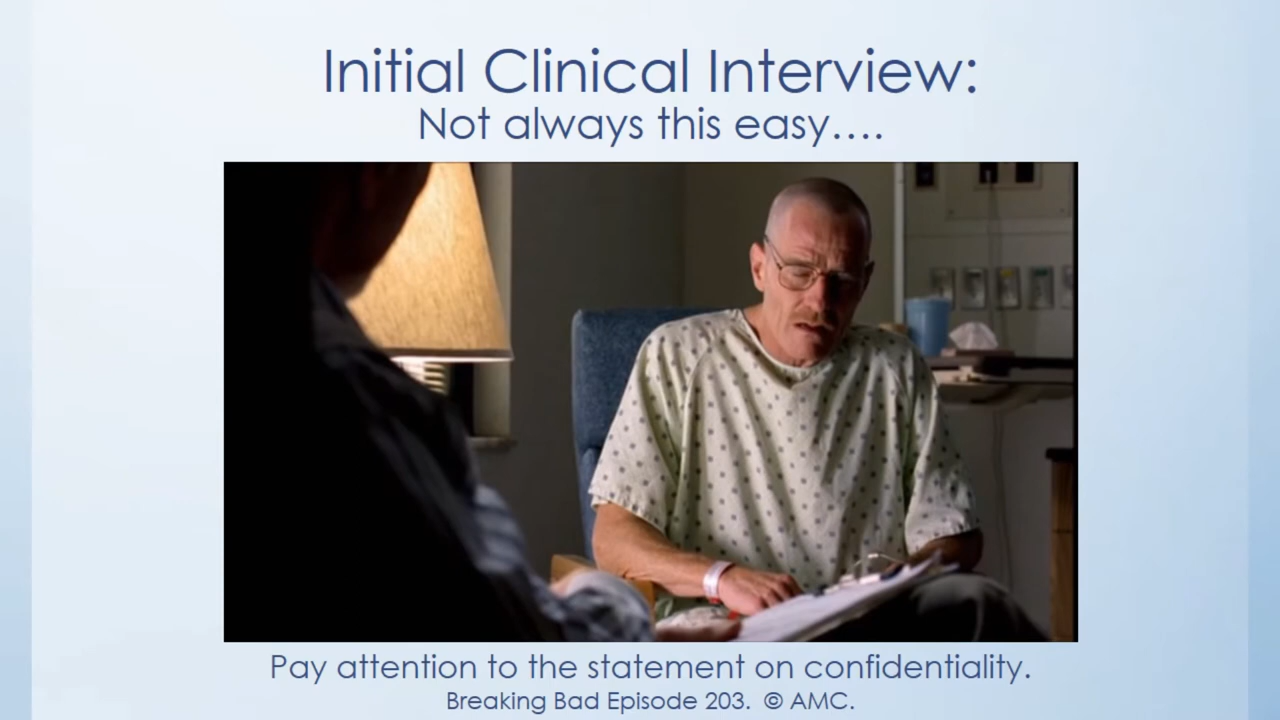 Initial Clinical Interview:
Not always this easy….
Pay attention to the statement on confidentiality.
Breaking Bad Episode 203.  © AMC.